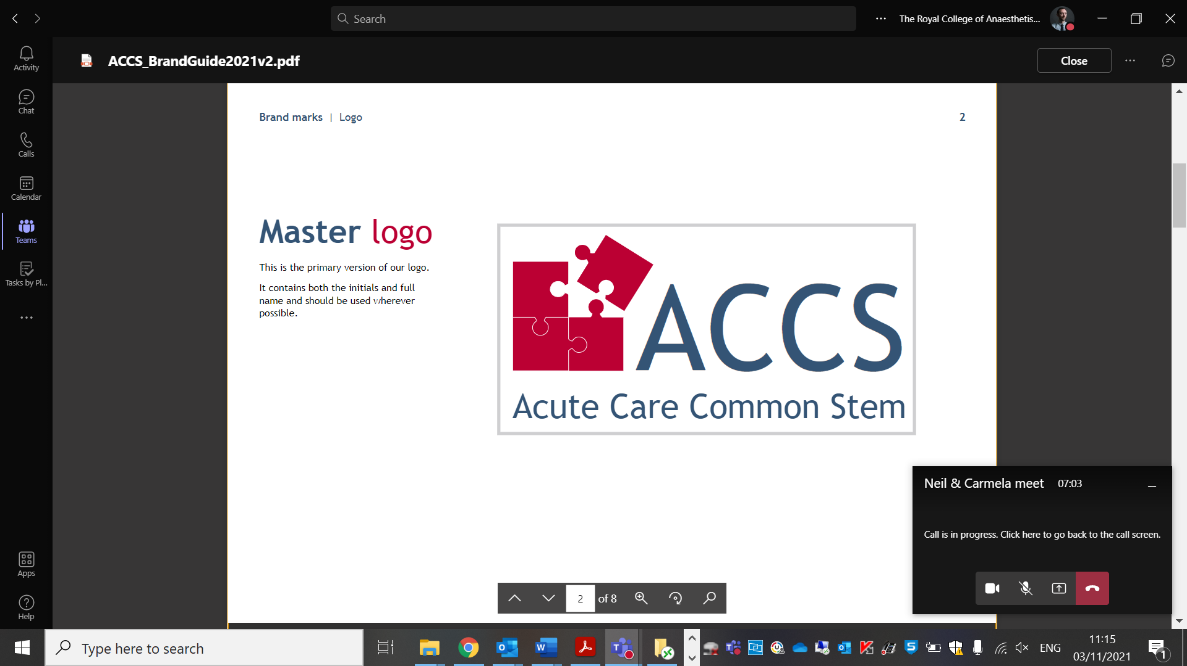 Search
The Royal College of Anaesthetis...
Activity
Chat
Calls
Calendar
Teams
Tasks by Pl...
Apps
Help
ACCS_BrandGuide2021v2.pdf
Close
Brand marks | Logo
2
Master logo
This is the primary version of our logo.
It contains both the initials and full
name and should be used wherever
possible.
ACCS
Acute Care Common Stem
Neil & Carmela meet 07:03
Call is in progress. Click here to go back to the call screen.
2 of 8
Type here to search
ENG
11:15
03/11/2021
1